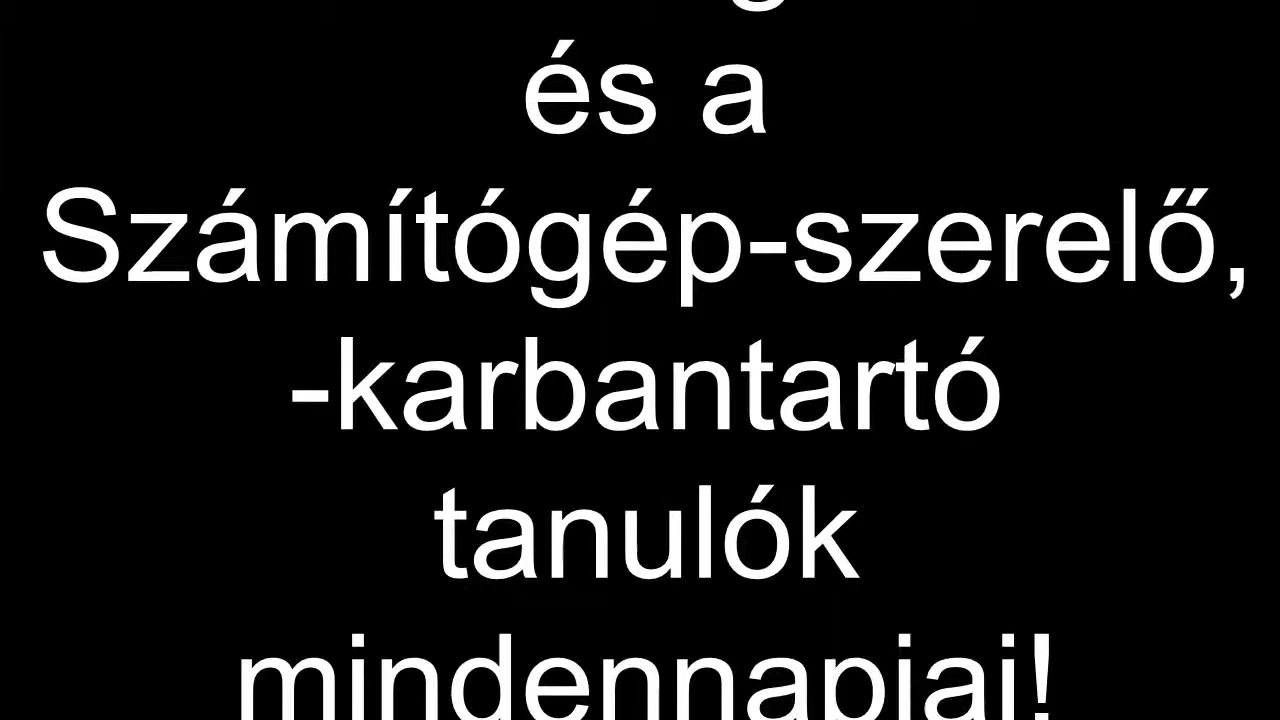 és a
Számítógép-szerelő,
-karbantartó
tanulók
mindennapjai!